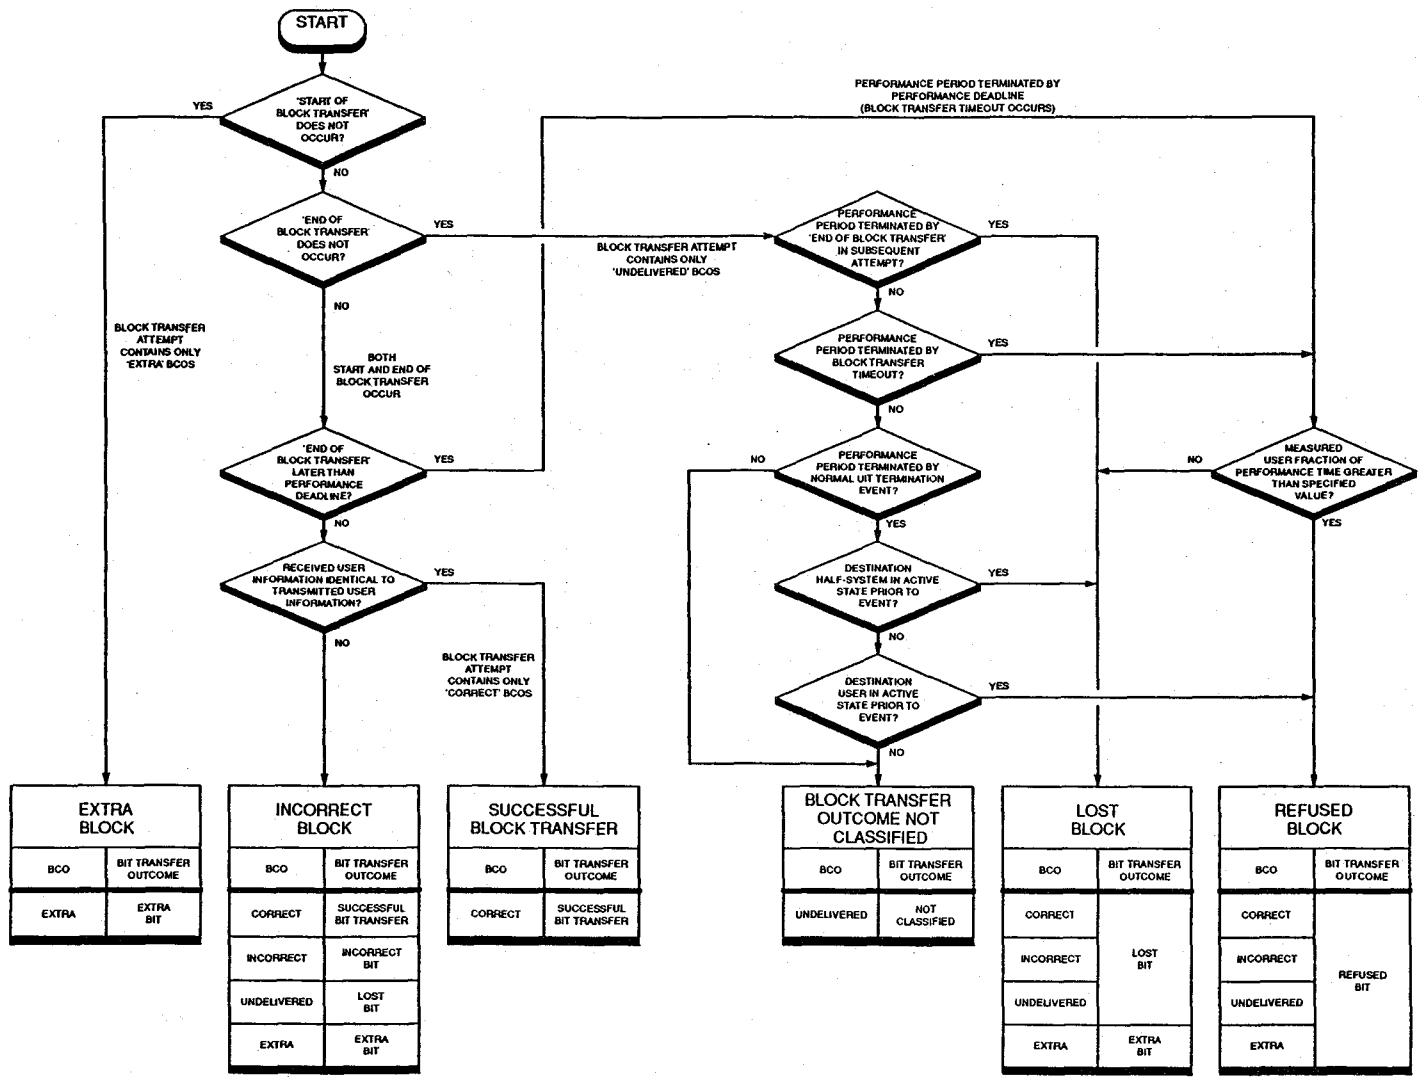 START
'START OF
BLOCK TRANSFER'
DOES NOT
OCCUR?
YES
NO
'END OF
BLOCK TRANSFER'
DOES NOT
OCCUR?
YES
NO
BLOCK TRANSFER
ATTEMPT
CONTAINS ONLY
'EXTRA' BCOS
BOTH
START AND END OF
BLOCK TRANSFER
OCCUR
'END OF
BLOCK TRANSFER'
LATER THAN
PERFORMANCE
DEADLINE?
YES
NO
RECEIVED USER
INFORMATION IDENTICAL TO
TRANSMITTED USER
INFORMATION?
YES
NO
BLOCK TRANSFER
ATTEMPT
CONTAINS ONLY
'CORRECT' BCOS
PERFORMANCE PERIOD TERMINATED BY
PERFORMANCE DEADLINE
(BLOCK TRANSFER TIMEOUT OCCURS)
BLOCK TRANSFER ATTEMPT
CONTAINS ONLY
'UNDELIVERED' BCOS
PERFORMANCE
PERIOD TERMINATED BY
'END OF BLOCK TRANSFER'
IN SUBSEQUENT
ATTEMPT?
YES
NO
PERFORMANCE
PERIOD TERMINATED BY
BLOCK TRANSFER
TIMEOUT?
YES
NO
PERFORMANCE
PERIOD TERMINATED BY
NORMAL UIT TERMINATION
EVENT?
NO
YES
DESTINATION
HALF-SYSTEM IN ACTIVE
STATE PRIOR TO
EVENT?
YES
NO
DESTINATION
USER IN ACTIVE
STATE PRIOR TO
EVENT?
YES
NO
MEASURED
USER FRACTION OF
PERFORMANCE TIME GREATER
THAN SPECIFIED
VALUE?
NO
YES
EXTRA
BLOCK
BCO
BIT TRANSFER
OUTCOME
EXTRA
EXTRA
BIT
INCORRECT
BLOCK
BCO
BIT TRANSFER
OUTCOME
CORRECT
SUCCESSFUL
BIT TRANSFER
INCORRECT
INCORRECT
BIT
UNDELIVERED
LOST
BIT
EXTRA
EXTRA
BIT
SUCCESSFUL
BLOCK TRANSFER
BCO
BIT TRANSFER
OUTCOME
CORRECT
SUCCESSFUL
BIT TRANSFER
BLOCK TRANSFER
OUTCOME NOT
CLASSIFIED
BCO
BIT TRANSFER
OUTCOME
UNDELIVERED
NOT
CLASSIFIED
LOST
BLOCK
BCO
BIT TRANSFER
OUTCOME
CORRECT
INCORRECT
UNDELIVERED
LOST
BIT
EXTRA
EXTRA
BIT
REFUSED
BLOCK
BCO
BIT TRANSFER
OUTCOME
CORRECT
INCORRECT
UNDELIVERED
EXTRA
REFUSED
BIT